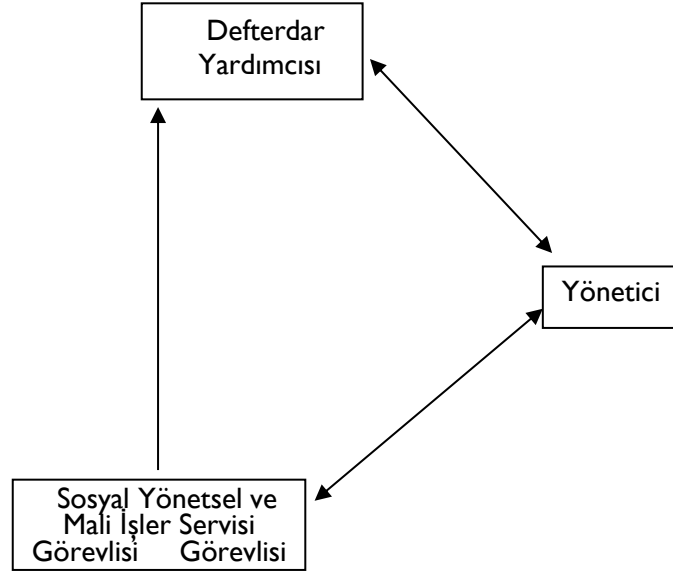 Defterdar
Yardımcısı
Yönetici
Sosyal Yönetsel ve
Mali İşler Servisi
Görevlisi Görevlisi